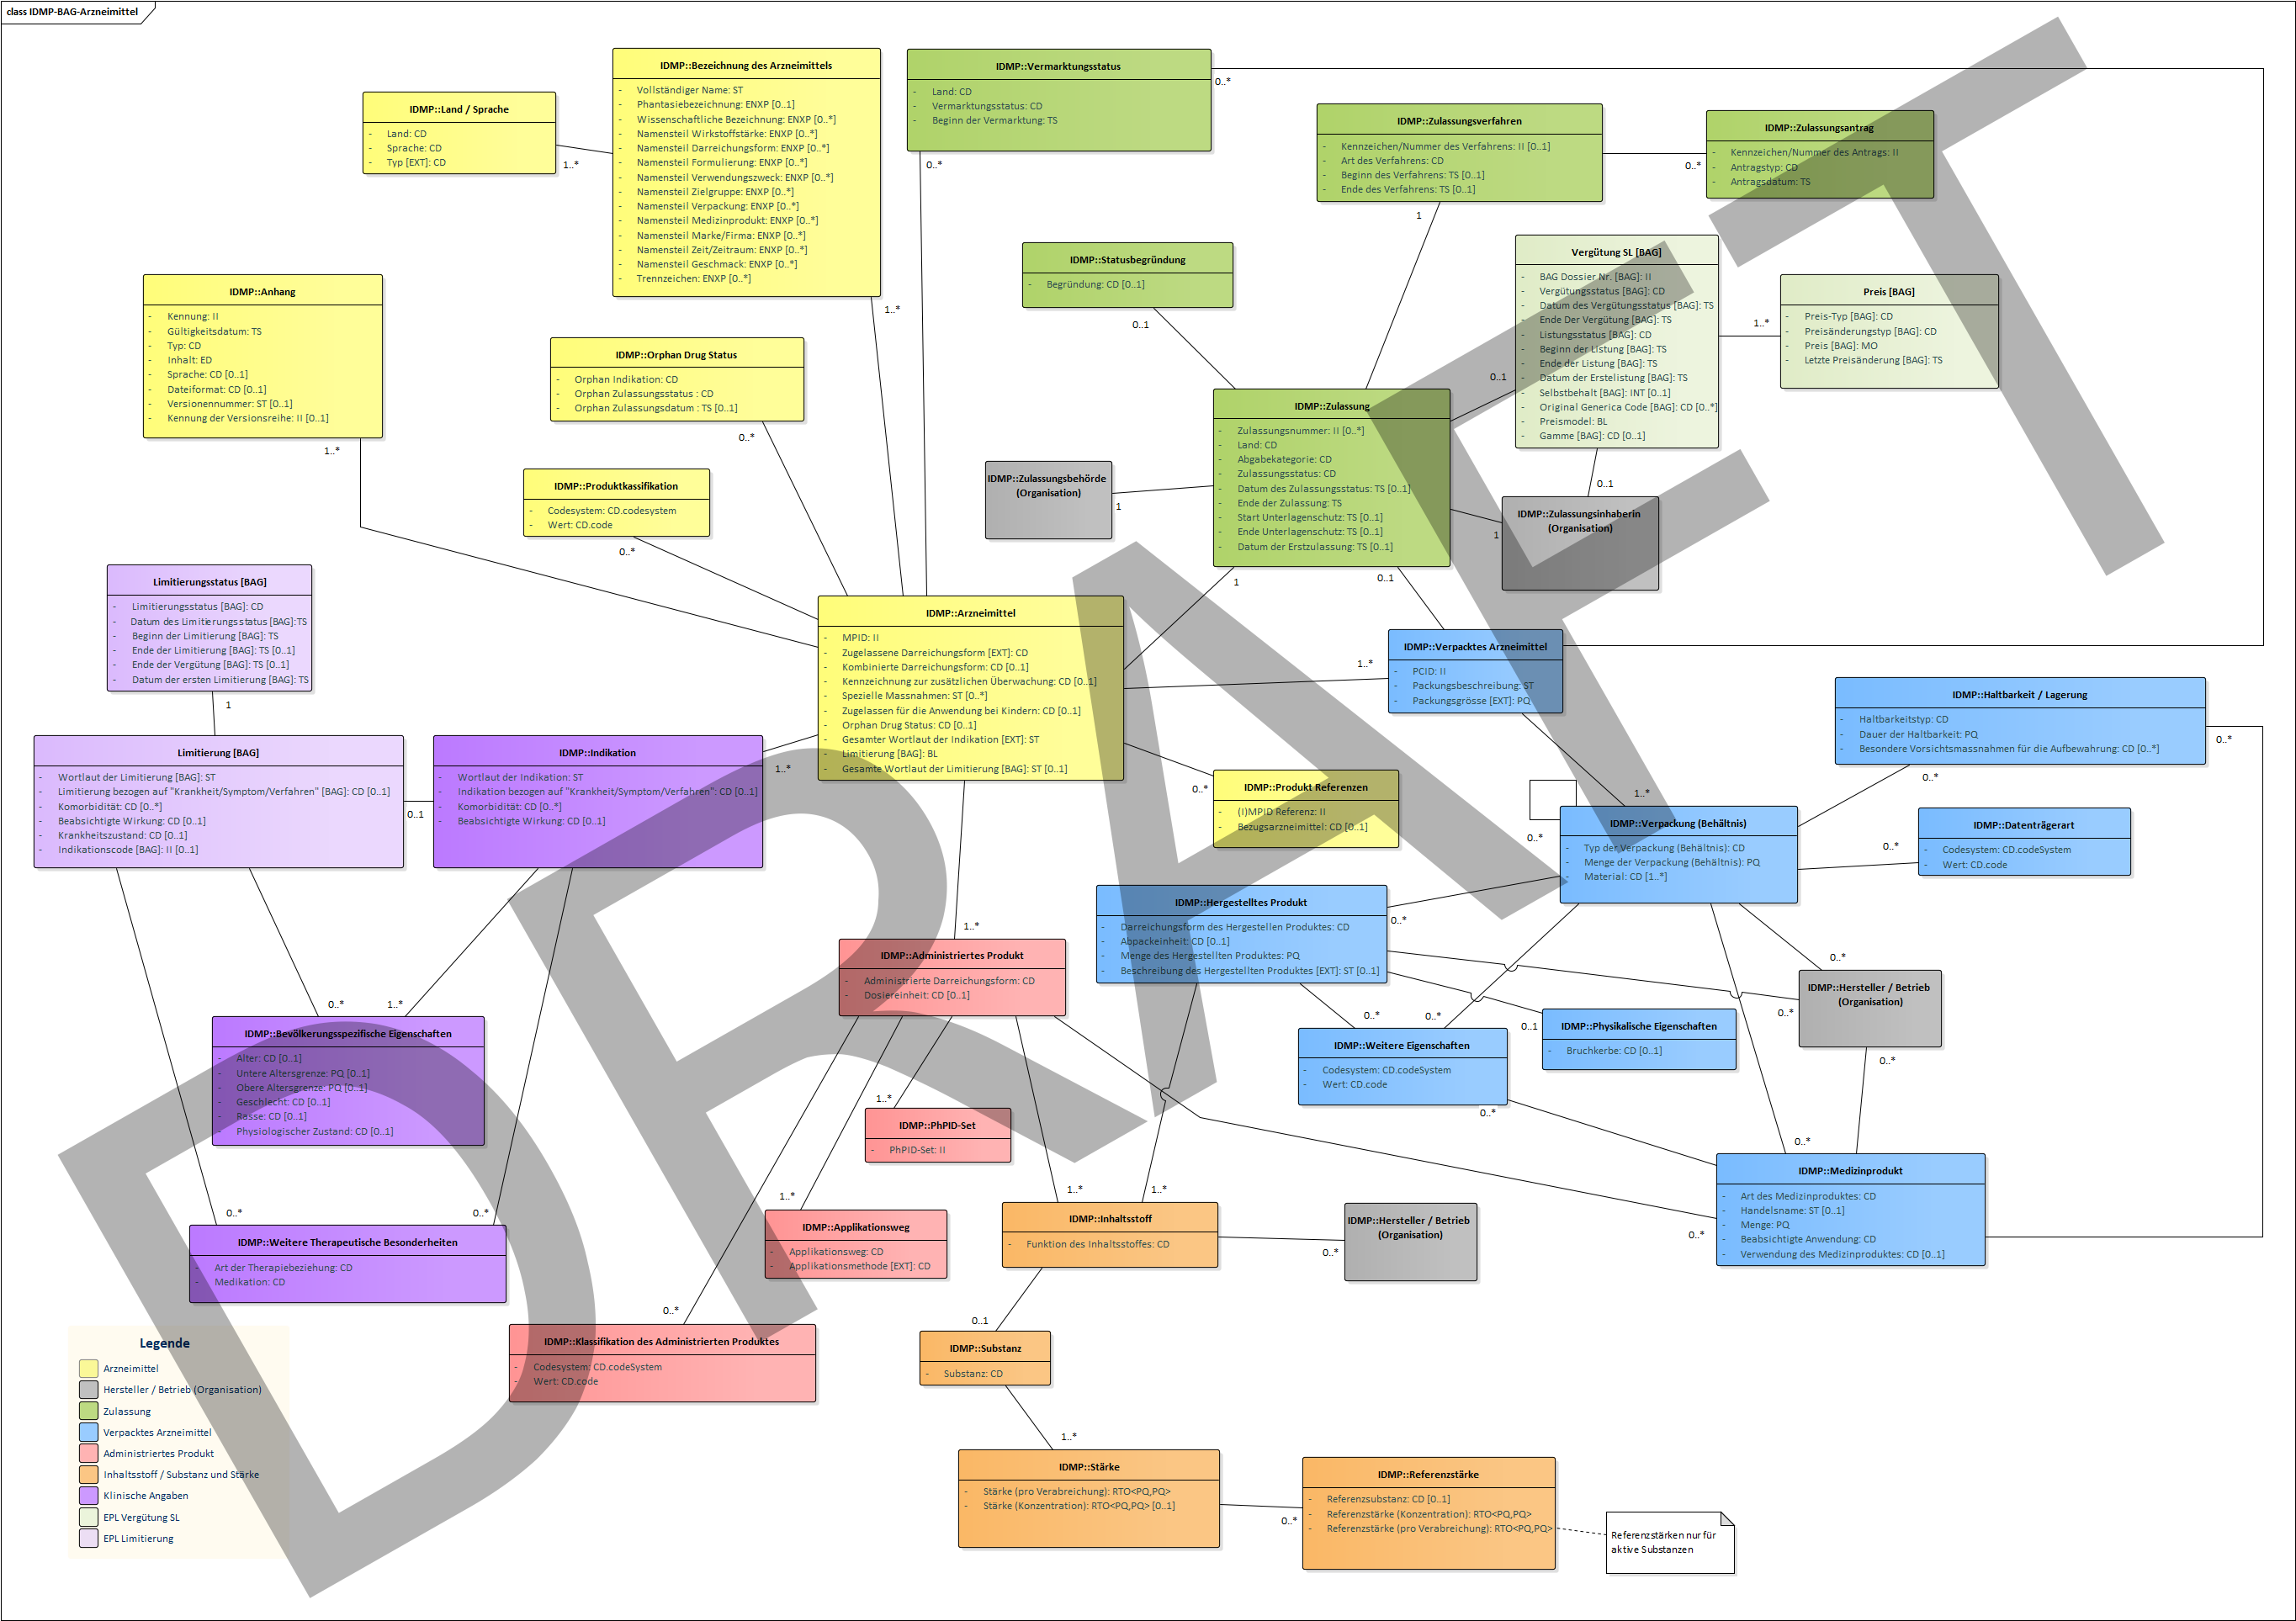 class IDMP-BAG-Arzneimittel
IDMP::Land / Sprache
- Land: CD
- Sprache: CD
- Typ [EXT]: CD
1..*
IDMP::Bezeichnung des Arzneimittels
- Vollständiger Name: ST
- Phantasiebezeichnung: ENXP [0..1]
- Wissenschaftliche Bezeichnung: ENXP [0..*]
- Namensteil Wirkstoffstärke: ENXP [0..*]
- Namensteil Darreichungsform: ENXP [0..*]
- Namensteil Formulierung: ENXP [0..*]
- Namensteil Verwendungszweck: ENXP [0..*]
- Namensteil Zielgruppe: ENXP [0..*]
- Namensteil Verpackung: ENXP [0..*]
- Namensteil Medizinprodukt: ENXP [0..*]
- Namensteil Marke/Firma: ENXP [0..*]
- Namensteil Zeit/Zeitraum: ENXP [0..*]
- Namensteil Geschmack: ENXP [0..*]
- Trennzeichen: ENXP [0..*]
1..*
IDMP::Vermarktungsstatus
- Land: CD
- Vermarktungsstatus: CD
- Beginn der Vermarktung: TS
0..*
0..*
IDMP::Zulassungsverfahren
- Kennzeichen/Nummer des Verfahrens: II [0..1]
- Art des Verfahrens: CD
- Beginn des Verfahrens: TS [0..1]
- Ende des Verfahrens: TS [0..1]
1
IDMP::Zulassungsantrag
- Kennzeichen/Nummer des Antrags: II
- Antragstyp: CD
- Antragsdatum: TS
0..*
IDMP::Statusbegründung
- Begründung: CD [0..1]
0..1
Vergütung SL [BAG]
- BAG Dossier Nr. [BAG]: II
- Vergütungsstatus [BAG]: CD
- Datum des Vergütungsstatus [BAG]: TS
- Ende Der Vergütung [BAG]: TS
- Listungsstatus [BAG]: CD
- Beginn der Listung [BAG]: TS
- Ende der Listung [BAG]: TS
- Datum der Erstelistung [BAG]: TS
- Selbstbehalt [BAG]: INT [0..1]
- Original Generica Code [BAG]: CD [0..*]
- Preismodel: BL
- Gamme [BAG]: CD [0..1]
0..1
0..1
Preis [BAG]
- Preis-Typ [BAG]: CD
- Preisänderungstyp [BAG]: CD
- Preis [BAG]: MO
Letzte Preisänderung [BAG]: TS
1..*
IDMP::Anhang
- Kennung: II
- Gültigkeitsdatum: TS
- Typ: CD
- Inhalt: ED
- Sprache: CD [0..1]
- Dateiformat: CD [0..1]
- Versionennummer: ST [0..1]
- Kennung der Versionsreihe: II [0..1]
1..*
IDMP::Orphan Drug Status
- Orphan Indikation: CD
- Orphan Zulassungsstatus : CD
- Orphan Zulassungsdatum : TS [0..1]
0..*
IDMP::Produktkassifikation
- Codesystem: CD.codesystem
- Wert: CD.code
0..*
IDMP::Zulassungsbehörde
(Organisation)
1
IDMP::Zulassung
- Zulassungsnummer: II [0..*]
- Land: CD
- Abgabekategorie: CD
- Zulassungsstatus: CD
- Datum des Zulassungsstatus: TS [0..1]
- Ende der Zulassung: TS
- Start Unterlagenschutz: TS [0..1]
- Ende Unterlagenschutz: TS [0..1]
- Datum der Erstzulassung: TS [0..1]
1
0..1
IDMP::Zulassungsinhaberin
(Organisation)
1
Limitierungsstatus [BAG]
- Limitierungsstatus [BAG]: CD
- Datum des Limitierungsstatus [BAG]:TS
- Beginn der Limitierung [BAG]: TS
- Ende der Limitierung [BAG]: TS [0..1]
- Ende der Vergütung [BAG]: TS [0..1]
- Datum der ersten Limitierung [BAG]: TS
1
IDMP::Arzneimittel
- MPID: II
- Zugelassene Darreichungsform [EXT]: CD
- Kombinierte Darreichungsform: CD [0..1]
- Kennzeichnung zur zusätzlichen Überwachung: CD [0..1]
- Spezielle Massnahmen: ST [0..*]
- Zugelassen für die Anwendung bei Kindern: CD [0..1]
- Orphan Drug Status: CD [0..1]
- Gesamter Wortlaut der Indikation [EXT]: ST
- Limitierung [BAG]: BL
- Gesamte Wortlaut der Limitierung [BAG]: ST [0..1]
IDMP::Verpacktes Arzneimittel
- PCID: II
- Packungsbeschreibung: ST
- Packungsgrösse [EXT]: PQ
1..*
IDMP::Haltbarkeit / Lagerung
- Haltbarkeitstyp: CD
- Dauer der Haltbarkeit: PQ
- Besondere Vorsichtsmassnahmen für die Aufbewahrung: CD [0..*]
0..*
0..*
Limitierung [BAG]
- Wortlaut der Limitierung [BAG]: ST
- Limitierung bezogen auf "Krankheit/Symptom/Verfahren" [BAG]: CD [0..1]
- Komorbidität: CD [0..*]
- Beabsichtigte Wirkung: CD [0..1]
- Krankheitszustand: CD [0..1]
- Indikationscode [BAG]: II [0..1]
0..1
IDMP::Indikation
- Wortlaut der Indikation: ST
- Indikation bezogen auf "Krankheit/Symptom/Verfahren": CD [0..1]
- Komorbidität: CD [0..*]
- Beabsichtigte Wirkung: CD [0..1]
1..*
IDMP::Produkt Referenzen
- (I)MPID Referenz: II
- Bezugsarzneimittel: CD [0..1]
0..*
IDMP::Verpackung (Behältnis)
- Typ der Verpackung (Behältnis): CD
- Menge der Verpackung (Behältnis): PQ
- Material: CD [1..*]
1..*
0..*
IDMP::Datenträgerart
- Codesystem: CD.codeSystem
- Wert: CD.code
0..*
IDMP::Hergestelltes Produkt
- Darreichungsform des Hergestellen Produktes: CD
- Abpackeinheit: CD [0..1]
- Menge des Hergestellten Produktes: PQ
- Beschreibung des Hergestellten Produktes [EXT]: ST [0..1]
0..*
IDMP::Administriertes Produkt
- Administrierte Darreichungsform: CD
- Dosiereinheit: CD [0..1]
1..*
IDMP::Hersteller / Betrieb
(Organisation)
0..*
0..*
0..*
IDMP::Bevölkerungsspezifische Eigenschaften
- Alter: CD [0..1]
- Untere Altersgrenze: PQ [0..1]
- Obere Altersgrenze: PQ [0..1]
- Geschlecht: CD [0..1]
- Rasse: CD [0..1]
- Physiologischer Zustand: CD [0..1]
0..*
1..*
IDMP::Weitere Eigenschaften
- Codesystem: CD.codeSystem
- Wert: CD.code
0..*
0..*
0..*
IDMP::Physikalische Eigenschaften
- Bruchkerbe: CD [0..1]
0..1
IDMP::PhPID-Set
- PhPID-Set: II
1..*
IDMP::Medizinprodukt
- Art des Medizinproduktes: CD
- Handelsname: ST [0..1]
- Menge: PQ
- Beabsichtigte Anwendung: CD
- Verwendung des Medizinproduktes: CD [0..1]
0..*
0..*
IDMP::Weitere Therapeutische Besonderheiten
- Art der Therapiebeziehung: CD
- Medikation: CD
0..*
0..*
IDMP::Applikationsweg
- Applikationsweg: CD
- Applikationsmethode [EXT]: CD
1..*
IDMP::Inhaltsstoff
- Funktion des Inhaltsstoffes: CD
1..*
1..*
IDMP::Hersteller / Betrieb
(Organisation)
0..*
IDMP::Klassifikation des Administrierten Produktes
- Codesystem: CD.codeSystem
- Wert: CD.code
0..*
IDMP::Substanz
- Substanz: CD
0..1
IDMP::Stärke
- Stärke (pro Verabreichung): RTO<PQ,PQ>
- Stärke (Konzentration): RTO<PQ,PQ> [0..1]
1..*
IDMP::Referenzstärke
- Referenzsubstanz: CD [0..1]
- Referenzstärke (Konzentration): RTO<PQ,PQ>
- Referenzstärke (pro Verabreichung): RTO<PQ,PQ>
0..*
Referenzstärken nur für
aktive Substanzen
Legende
Arzneimittel
Hersteller / Betrieb (Organisation)
Zulassung
Verpacktes Arzneimittel
Administriertes Produkt
Inhaltsstoff / Substanz und Stärke
Klinische Angaben
EPL Vergütung SL
EPL Limitierung
DRAFT